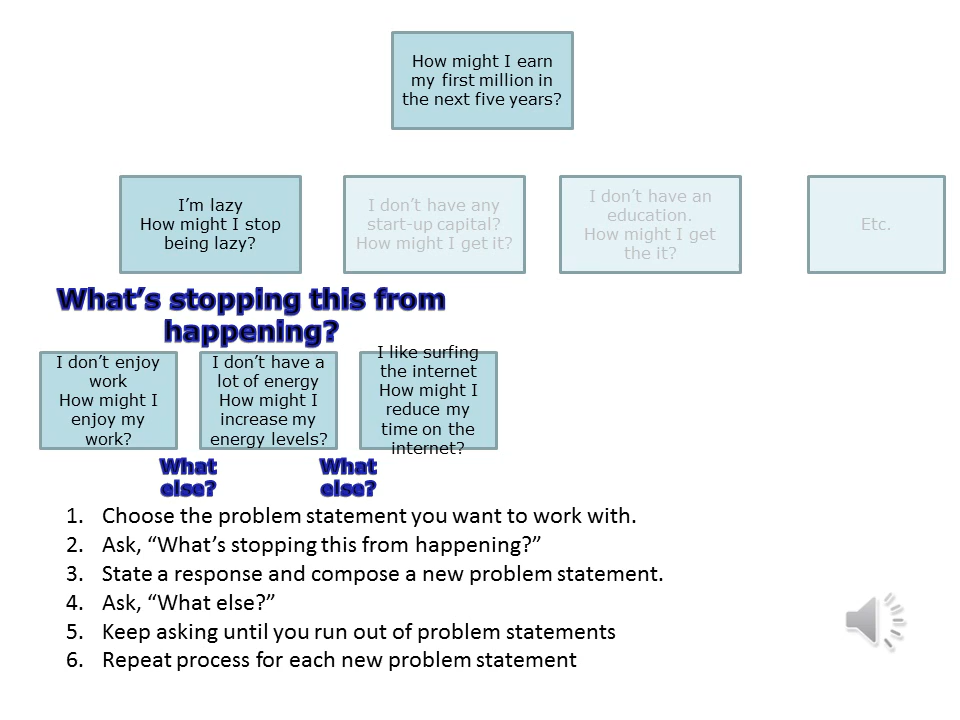 How might I earn
my first million in
the next five years?
I’m lazy
How might I stop
being lazy?
I don’t have any
start-up capital?
How might I get it?
I don’t have an
education.
How might I get
the it?
Etc.
What’s stopping this from
happening?
I don’t enjoy
work
How might I
enjoy my
work?
I don’t have a
lot of energy
How might I
increase my
energy levels?
I like surfing
the internet
How might I
reduce my
time on the
internet?
What
else?
What
else?
1. Choose the problem statement you want to work with.
2. Ask, “What’s stopping this from happening?”
3. State a response and compose a new problem statement.
4. Ask, “What else?”
5. Keep asking until you run out of problem statements
6. Repeat process for each new problem statement